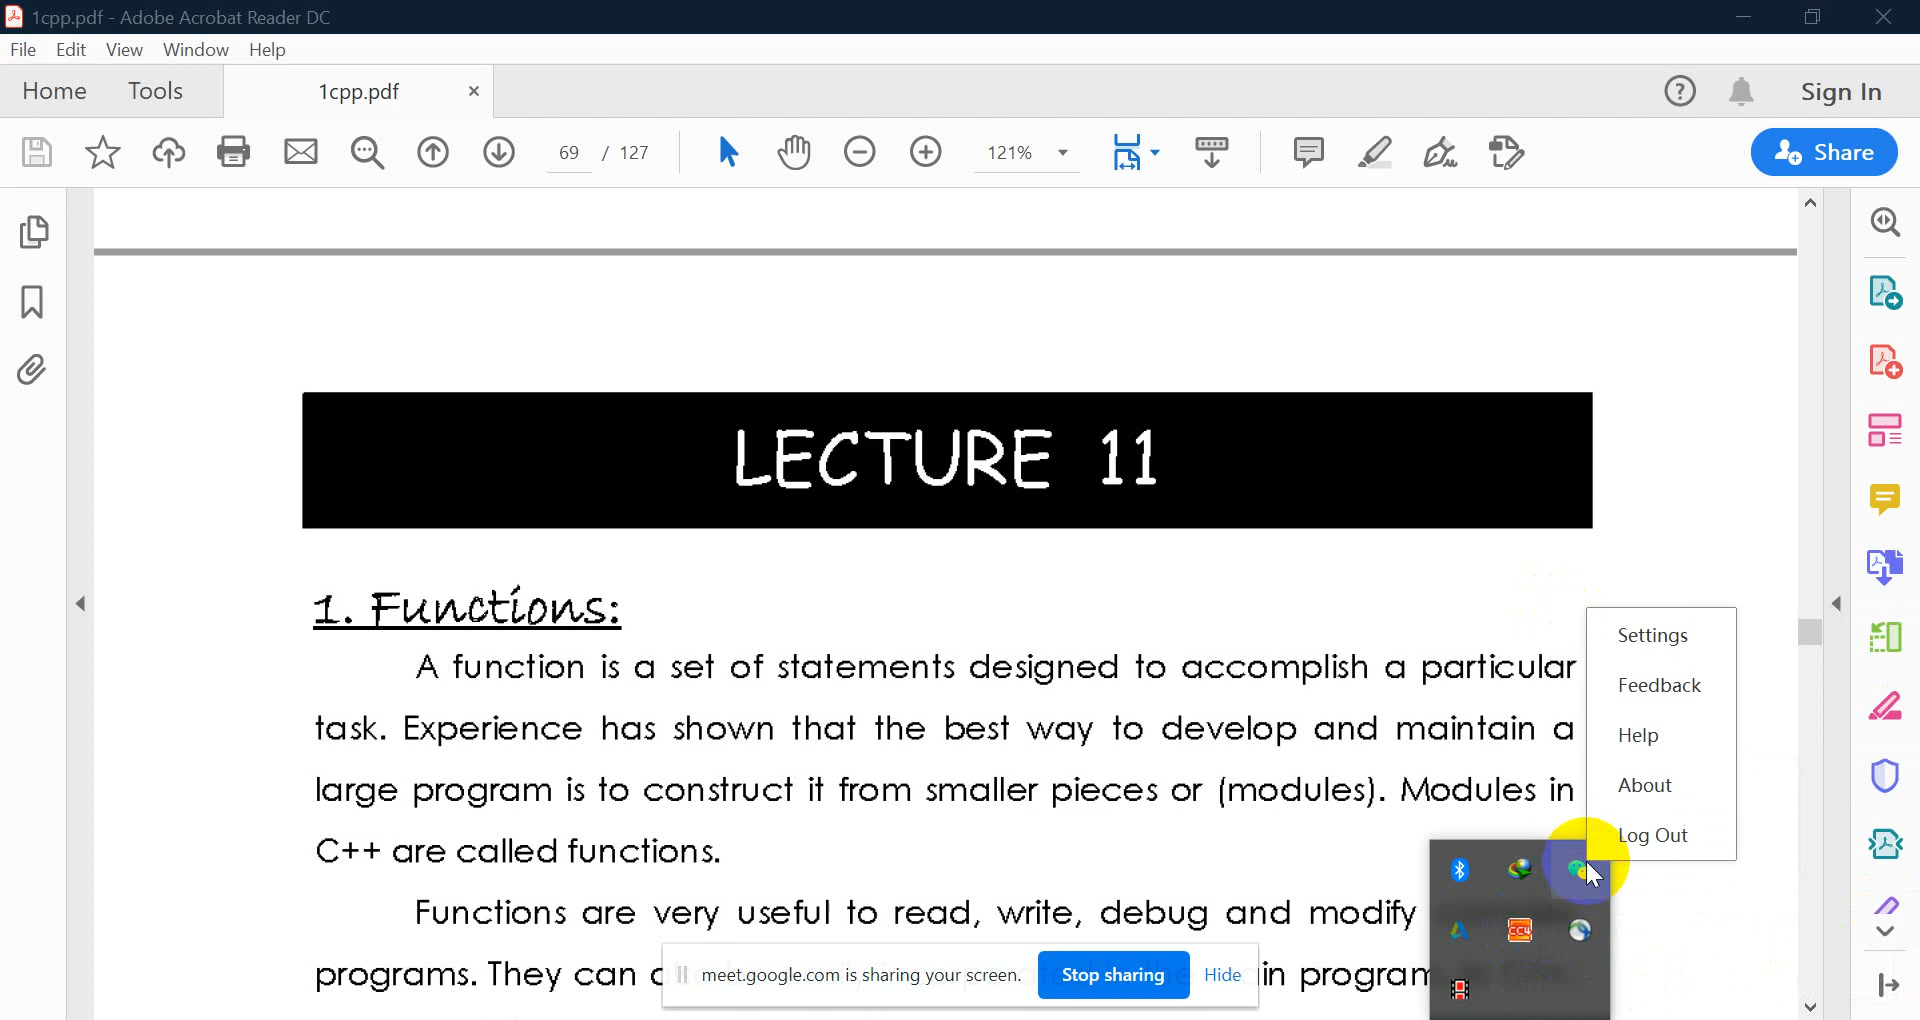 1cpp.pdf - Adobe Acrobat Reader DC
File Edit View Window Help
Home Tools 1cpp.pdf Sign In
69 / 127 121% Share
LECTURE 11
1. Functions:
A function is a set of statements designed to accomplish a particular
task. Experience has shown that the best way to develop and maintain a
large program is to construct it from smaller pieces or (modules). Modules in
C++ are called functions.
Functions are very useful to read, write, debug and modify
programs. They can in program
Settings
Feedback
Help
About
Log Out
CC4
meet.google.com is sharing your screen. Stop sharing Hide